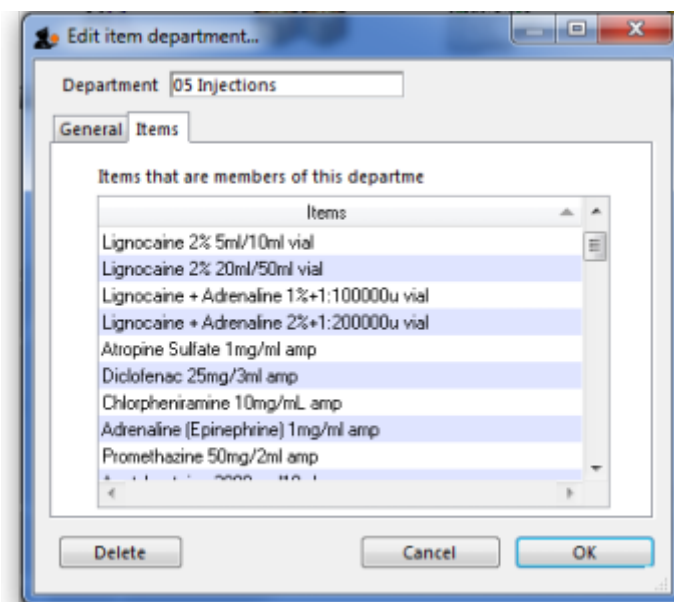 Edit item department...
Department 05 Injections
General Items
Items that are members of this departme
Items
Lignocaine 2% 5ml/10ml vial
Lignocaine 2% 20ml/50ml vial
Lignocaine + Adrenaline 1%+1:100000u vial
Lignocaine + Adrenaline 2%+1:200000u vial
Atropine Sulfate 1mg/ml amp
Diclofenac 25mg/3ml amp
Chlorpheniramine 10mg/mL amp
Adrenaline (Epinephrine) 1mg/ml amp
Promethazine 50mg/2ml amp
Delete Cancel OK